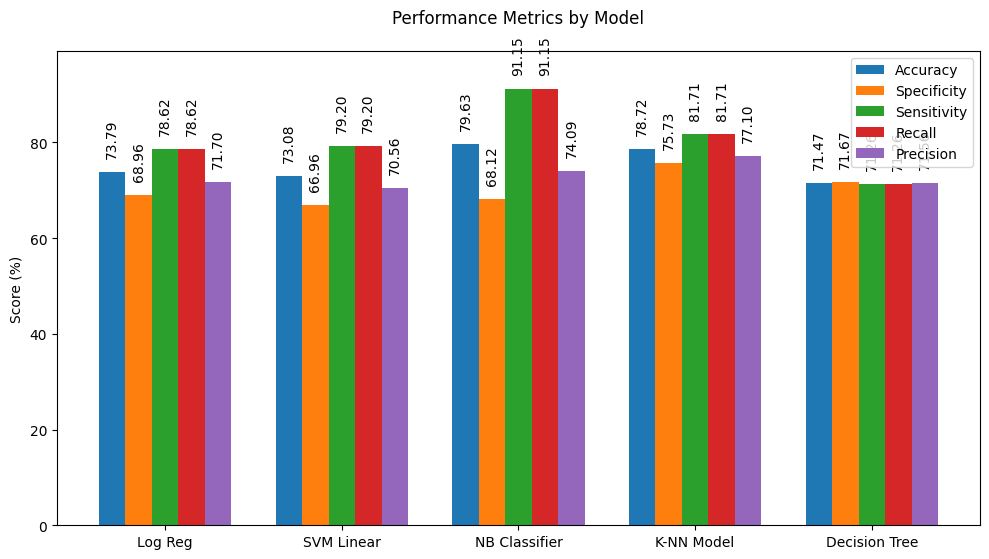 Performance Metrics by Model
Score (%)
80
60
40
20
0
73.79
68.96
78.62
78.62
71.70
73.08
66.96
79.20
79.20
70.56
79.63
68.12
91.15
91.15
74.09
78.72
75.73
81.71
81.71
77.10
71.47
71.67
Accuracy
Specificity
Sensitivity
Recall
Precision
Log Reg
SVM Linear
NB Classifier
K-NN Model
Decision Tree